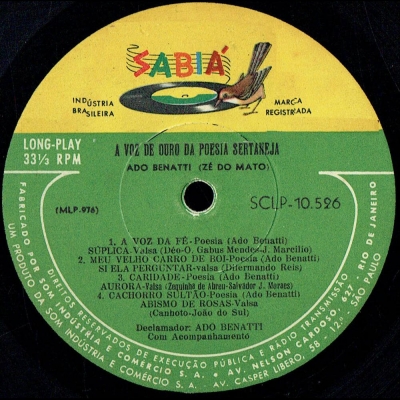 SABIÁ
INDÚSTRIA
BRASILEIRA
MARCA
REGISTRADA
LONG-PLAY
33⅓ RPM
A VOZ DE OURO DA POESIA SERTANEJA
ADO BENATTI (ZÉ DO MATO)
(MLP-976)
SCLP-10.526
1. A VOZ DA FÉ-Poesia (Ado Benatti)
SÚPLICA-Valsa (Déo-O. Gabus Mendes-J. Marcílio)
2. MEU VELHO CARRO DE BOI-Poesia (Ado Benatti)
SI ELA PERGUNTAR-valsa (Dilermando Reis)
3. CARIDADE-Poesia (Ado Benatti)
AURORA-Valsa (Zequinho de Abreu-Salvador J. Moraes)
4. CACHORRO SULTÃO-Poesia (Ado Benatti)
ABISMO DE ROSAS-Valsa
(Canhoto-João do Sul)
Declamador: ADO BENATTI
Com Acompanhamento
DIREITOS RESERVADOS DE EXECUÇÃO PÚBLICA E RÁDIO TRANSMISSÃO
FABRICADO POR SOM INDÚSTRIA E COMÉRCIO S. A. • AV. NELSON CARDOSO, 637 • RIO DE JANEIRO
UM PRODUTO DA SOM, INDÚSTRIA E COMÉRCIO S. A. • AV. CASPER LIBERO, 58 - 12.º - SÃO PAULO